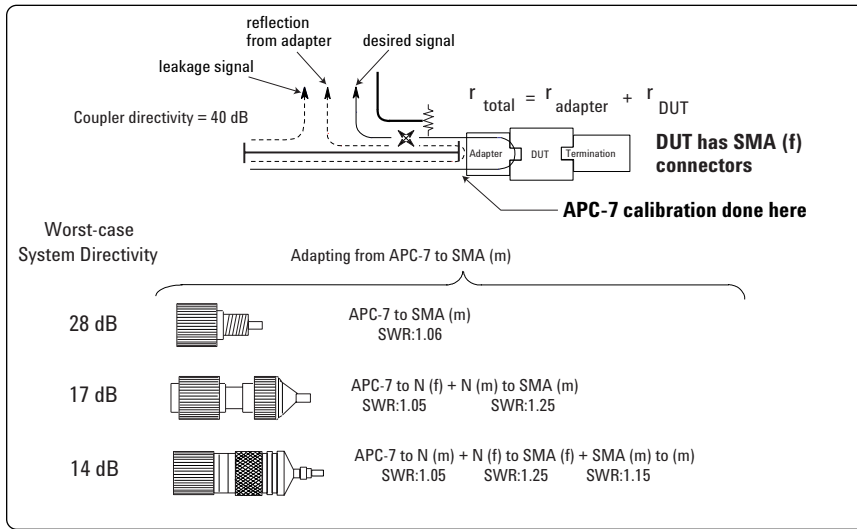 reflection
from adapter
desired signal
leakage signal
Coupler directivity = 40 dB
r total = r adapter + r DUT
Adapter
DUT
Termination
DUT has SMA (f)
connectors
APC-7 calibration done here
Worst-case
System Directivity
Adapting from APC-7 to SMA (m)
28 dB
APC-7 to SMA (m)
SWR:1.06
17 dB
APC-7 to N (f) + N (m) to SMA (m)
SWR:1.05 SWR:1.25
14 dB
APC-7 to N (m) + N (f) to SMA (f) + SMA (m) to (m)
SWR:1.05 SWR:1.25 SWR:1.15